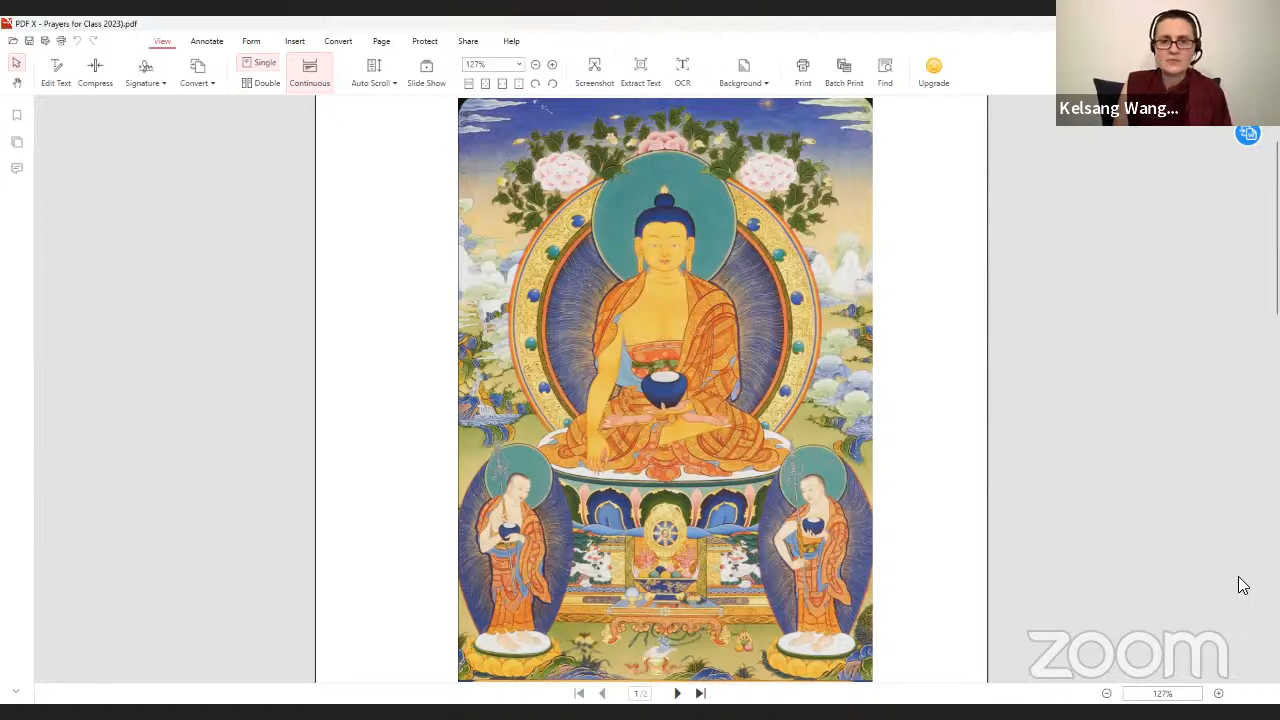 PDF X - Prayers for Class 2023).pdf
View Annotate Form Insert Convert Page Protect Share Help
Single 127%
Edit Text Compress Signature Convert Double Continuous Auto Scroll Slide Show Screenshot Extract Text OCR Background Print Batch Print Find Upgrade
Kelsang Wang...
zoom
1 /2 127%